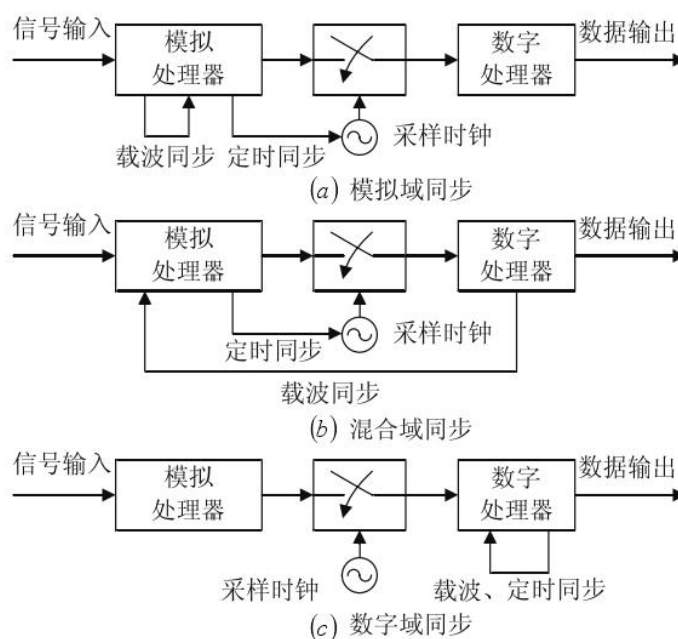 信号输入
模拟
处理器
数字
处理器
数据输出
载波同步
定时同步
采样时钟
(a) 模拟域同步
信号输入
模拟
处理器
数字
处理器
数据输出
定时同步
采样时钟
载波同步
(b) 混合域同步
信号输入
模拟
处理器
数字
处理器
数据输出
采样时钟
载波、定时同步
(c) 数字域同步